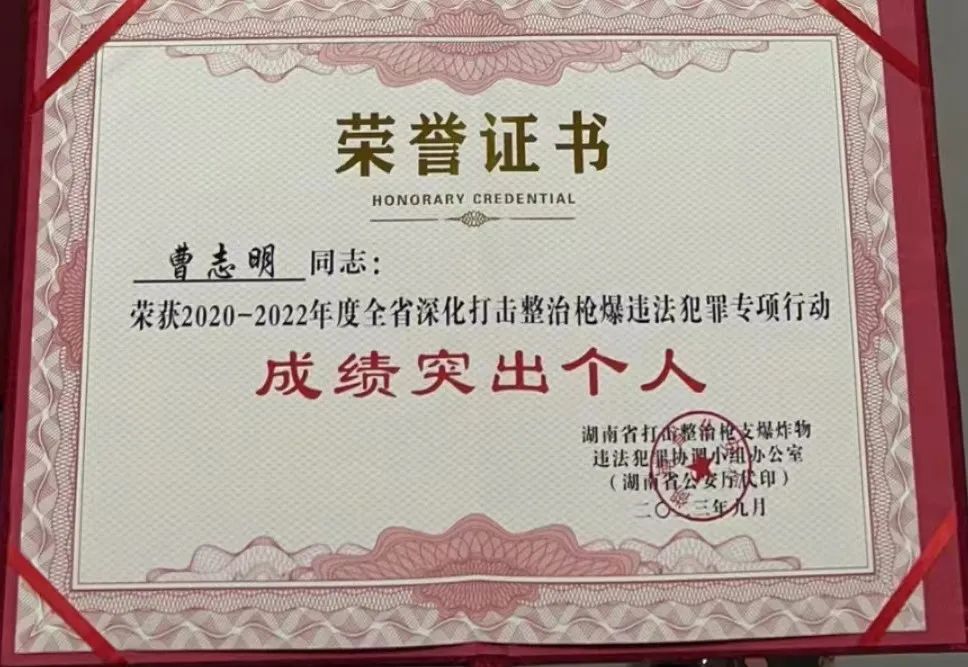 荣誉证书
HONORARY CREDENTIAL
曹志明 同志：
荣获2020-2022年度全省深化打击整治枪爆违法犯罪专项行动
成绩突出个人
湖南省打击整治枪支爆炸物
违法犯罪协调小组办公室
（湖南省公安厅代印）
二〇二三年九月